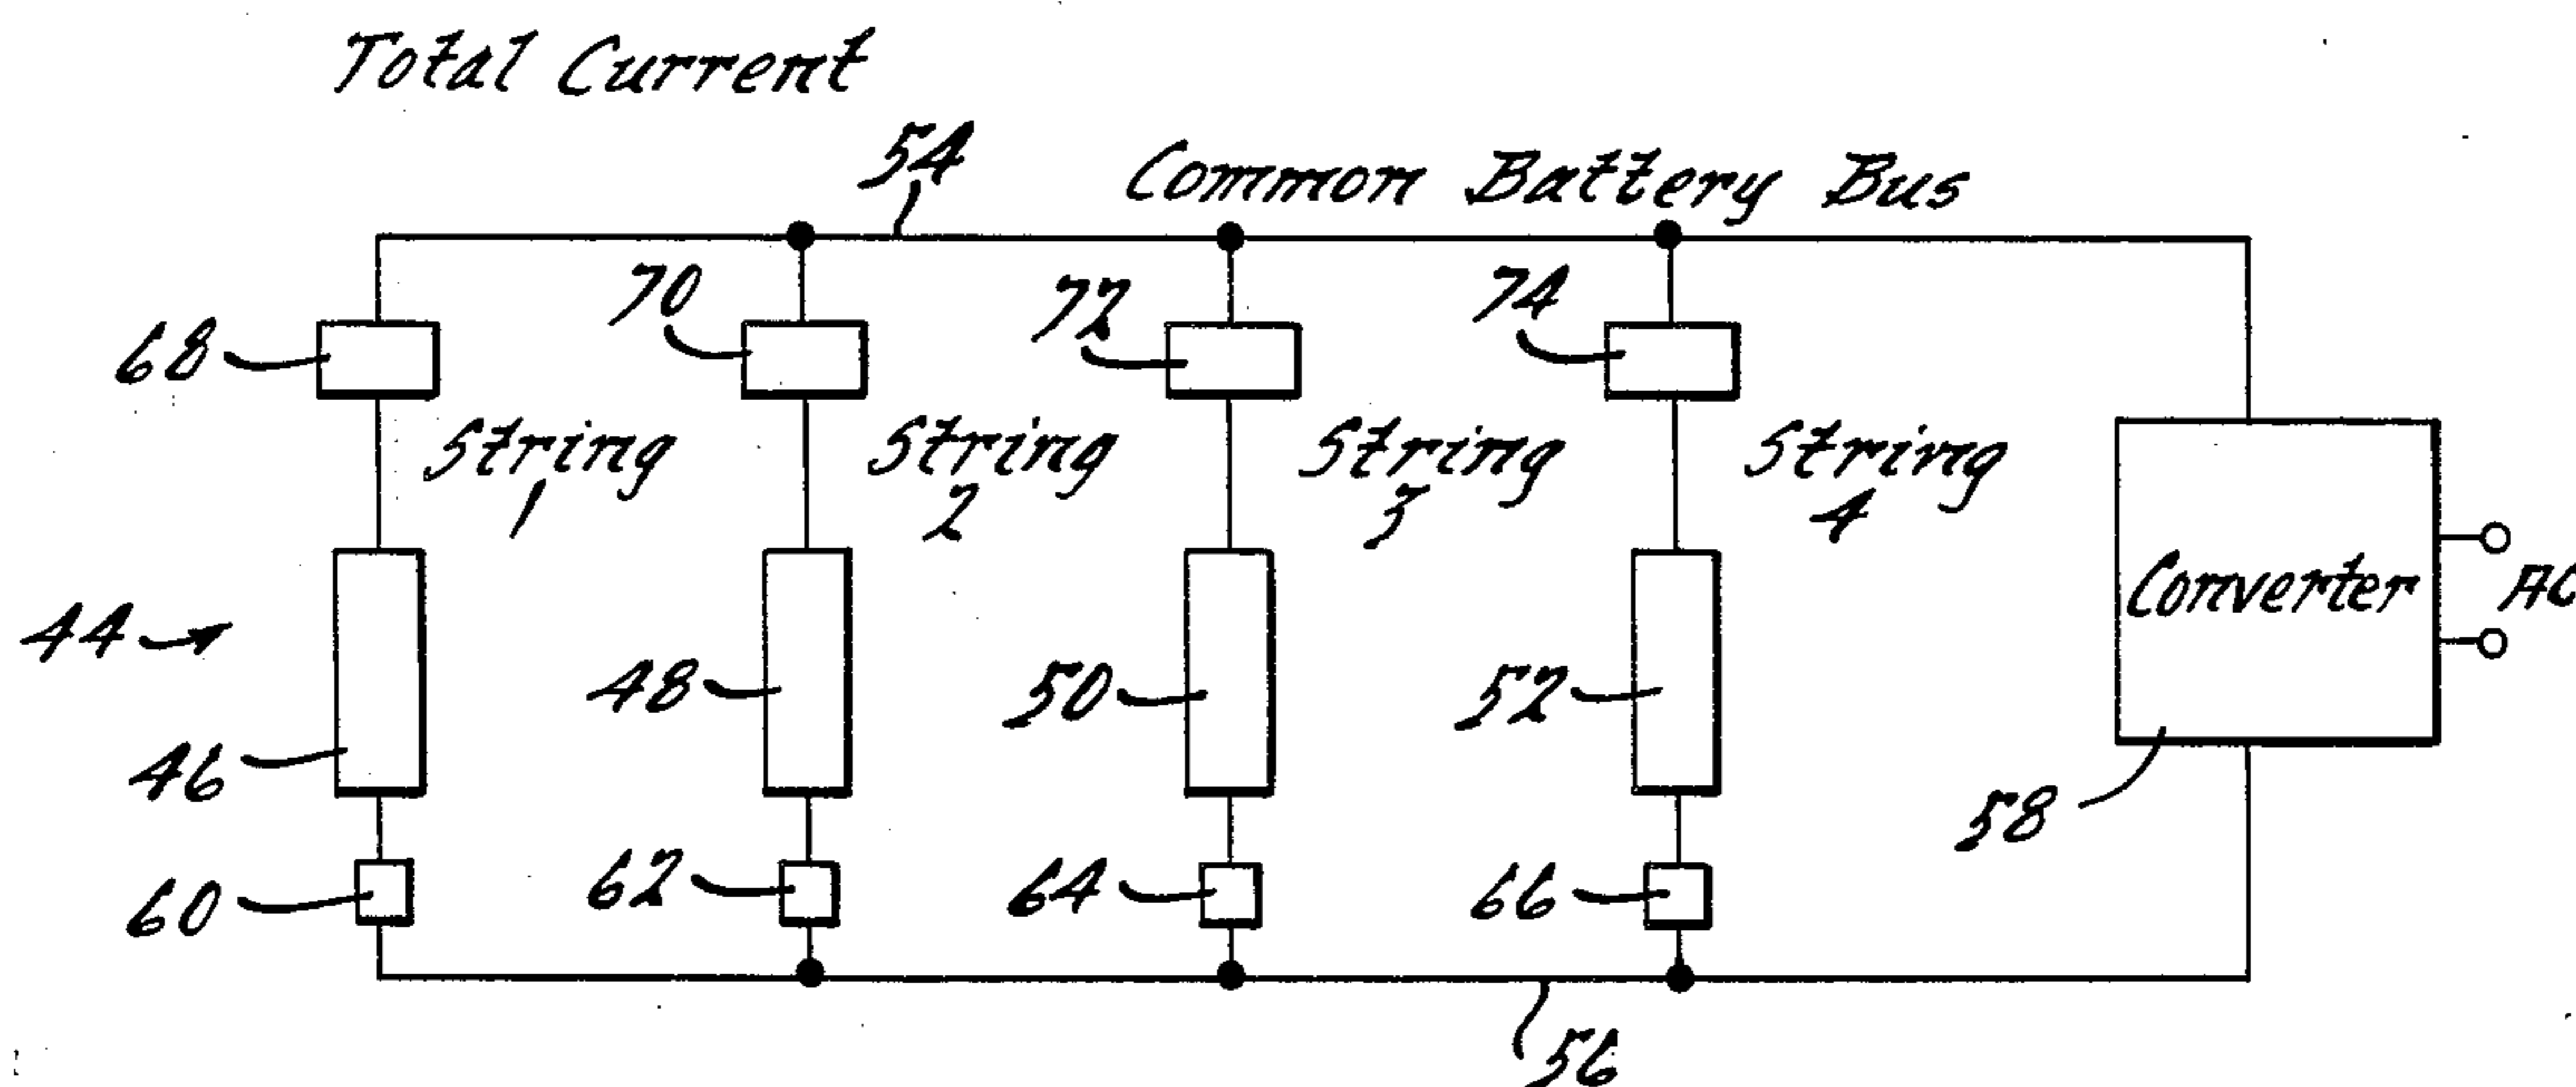 Total Current
54
Common Battery Bus
68
70
72
74
String
1
String
2
String
3
String
4
44
46
48
50
52
Converter
AC
58
60
62
64
66
56